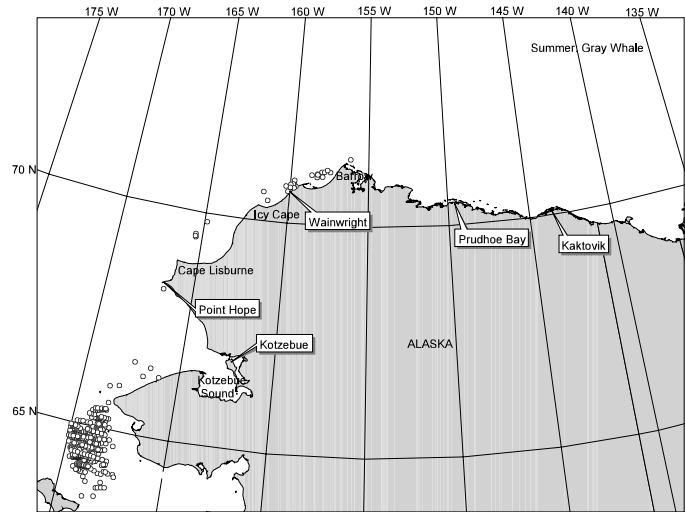 175 W 170 W 165 W 160 W 155 W 150 W 145 W 140 W 135 W
Summer, Gray Whale
70 N
Barrow
Icy Cape
Wainwright
Prudhoe Bay
Kaktovik
Cape Lisburne
Point Hope
Kotzebue
ALASKA
Kotzebue
Sound
65 N